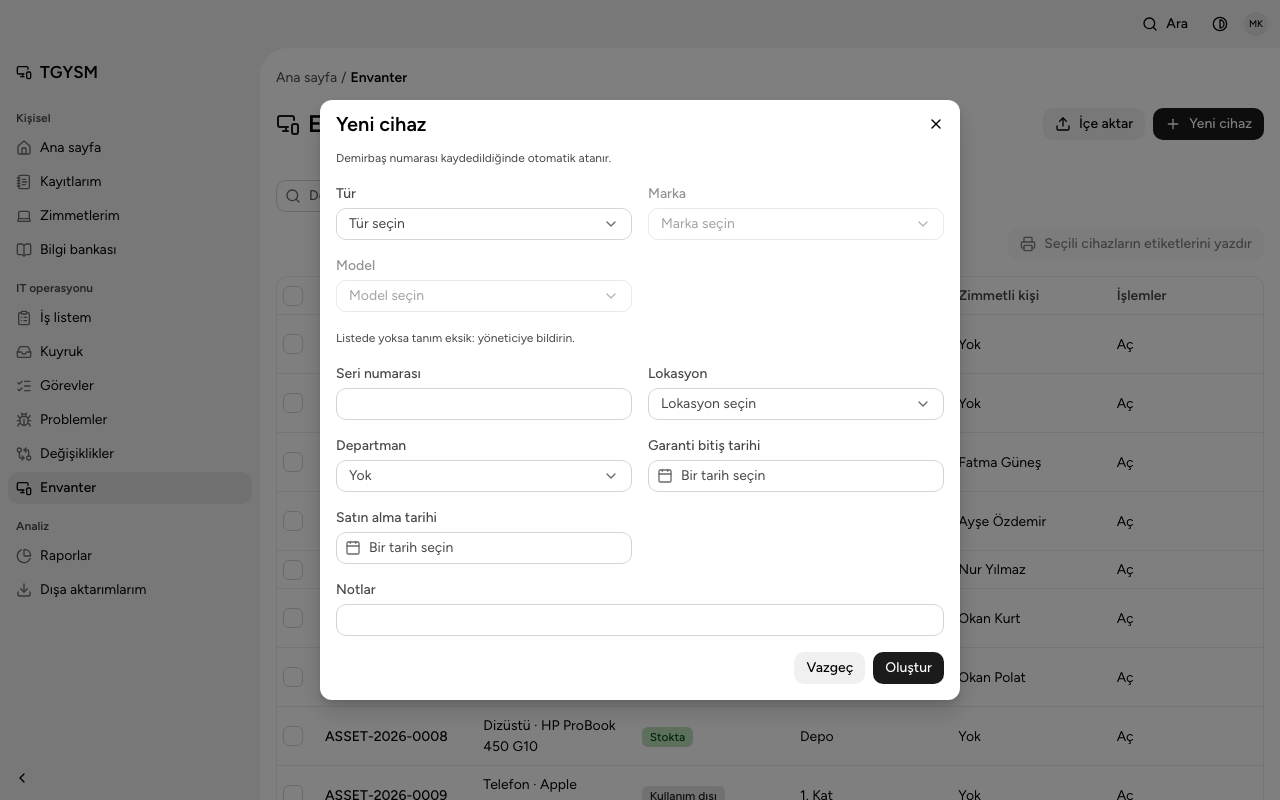 Ara
MK
TGYSM
Kişisel
Ana sayfa
Kayıtlarım
Zimmetlerim
Bilgi bankası
IT operasyonu
İş listem
Kuyruk
Görevler
Problemler
Değişiklikler
Envanter
Analiz
Raporlar
Dışa aktarımlarım
Ana sayfa / Envanter
İçe aktar
Yeni cihaz
Seçili cihazların etiketlerini yazdır
Yeni cihaz
Demirbaş numarası kaydedildiğinde otomatik atanır.
Tür
Marka
Tür seçin
Marka seçin
Model
Model seçin
Listede yoksa tanım eksik: yöneticiye bildirin.
Seri numarası
Lokasyon
Lokasyon seçin
Departman
Garanti bitiş tarihi
Yok
Bir tarih seçin
Satın alma tarihi
Bir tarih seçin
Notlar
Vazgeç
Oluştur
Zimmetli kişi
İşlemler
Yok
Aç
Yok
Aç
Fatma Güneş
Aç
Ayşe Özdemir
Aç
Nur Yılmaz
Aç
Okan Kurt
Aç
Okan Polat
Aç
ASSET-2026-0008
Dizüstü · HP ProBook
450 G10
Stokta
Depo
Yok
Aç
ASSET-2026-0009
Telefon · Apple
Kullanım dışı
1. Kat
Yok
Aç